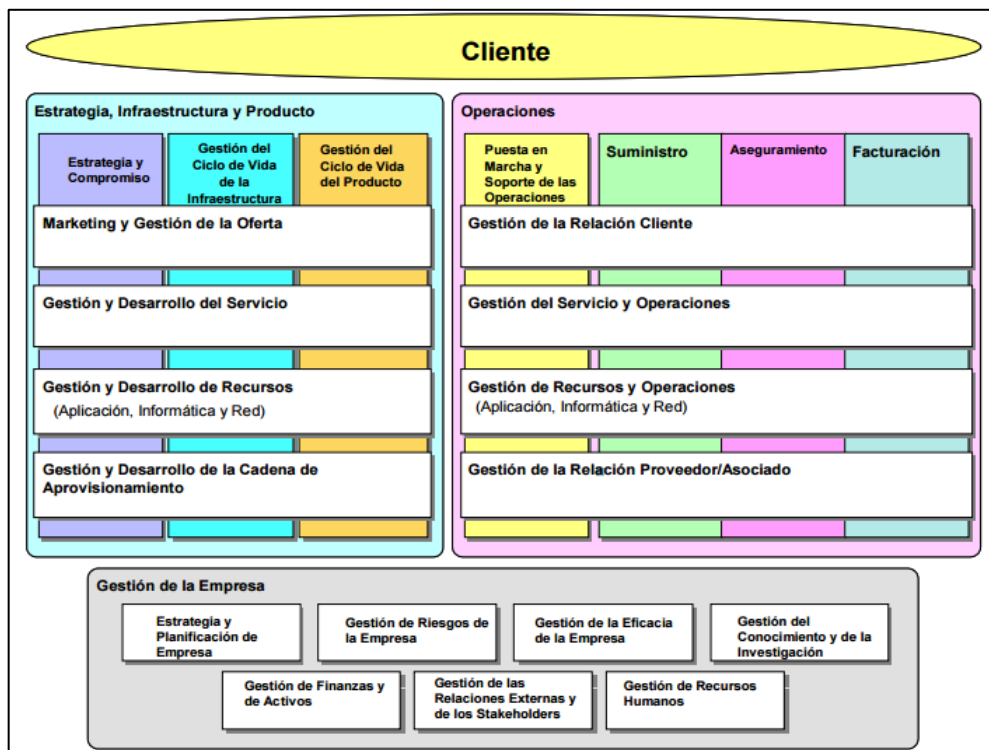 Cliente
Estrategia, Infraestructura y Producto
Estrategia y
Compromiso
Gestión del
Ciclo de Vida
de la
Infraestructura
Gestión del
Ciclo de Vida
del Producto
Marketing y Gestión de la Oferta
Gestión y Desarrollo del Servicio
Gestión y Desarrollo de Recursos
(Aplicación, Informática y Red)
Gestión y Desarrollo de la Cadena de
Aprovisionamiento
Operaciones
Puesta en
Marcha y
Soporte de las
Operaciones
Suministro
Aseguramiento
Facturación
Gestión de la Relación Cliente
Gestión del Servicio y Operaciones
Gestión de Recursos y Operaciones
(Aplicación, Informática y Red)
Gestión de la Relación Proveedor/Asociado
Gestión de la Empresa
Estrategia y
Planificación de
Empresa
Gestión de Riesgos de
la Empresa
Gestión de la Eficacia
de la Empresa
Gestión del
Conocimiento y de la
Investigación
Gestión de Finanzas y
de Activos
Gestión de las
Relaciones Externas y
de los Stakeholders
Gestión de Recursos
Humanos